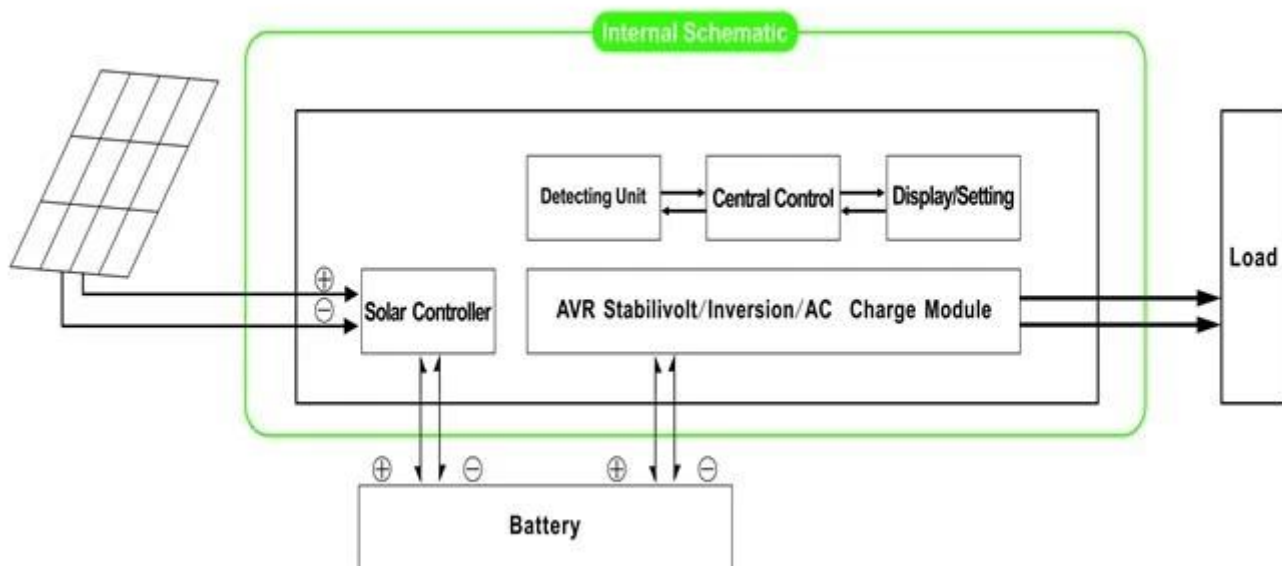 Internal Schematic
Detecting Unit
Central Control
Display/Setting
Load
⊕
⊖
Solar Controller
AVR Stabilivolt/Inversion/AC Charge Module
⊕ ⊖ ⊕ ⊖
Battery